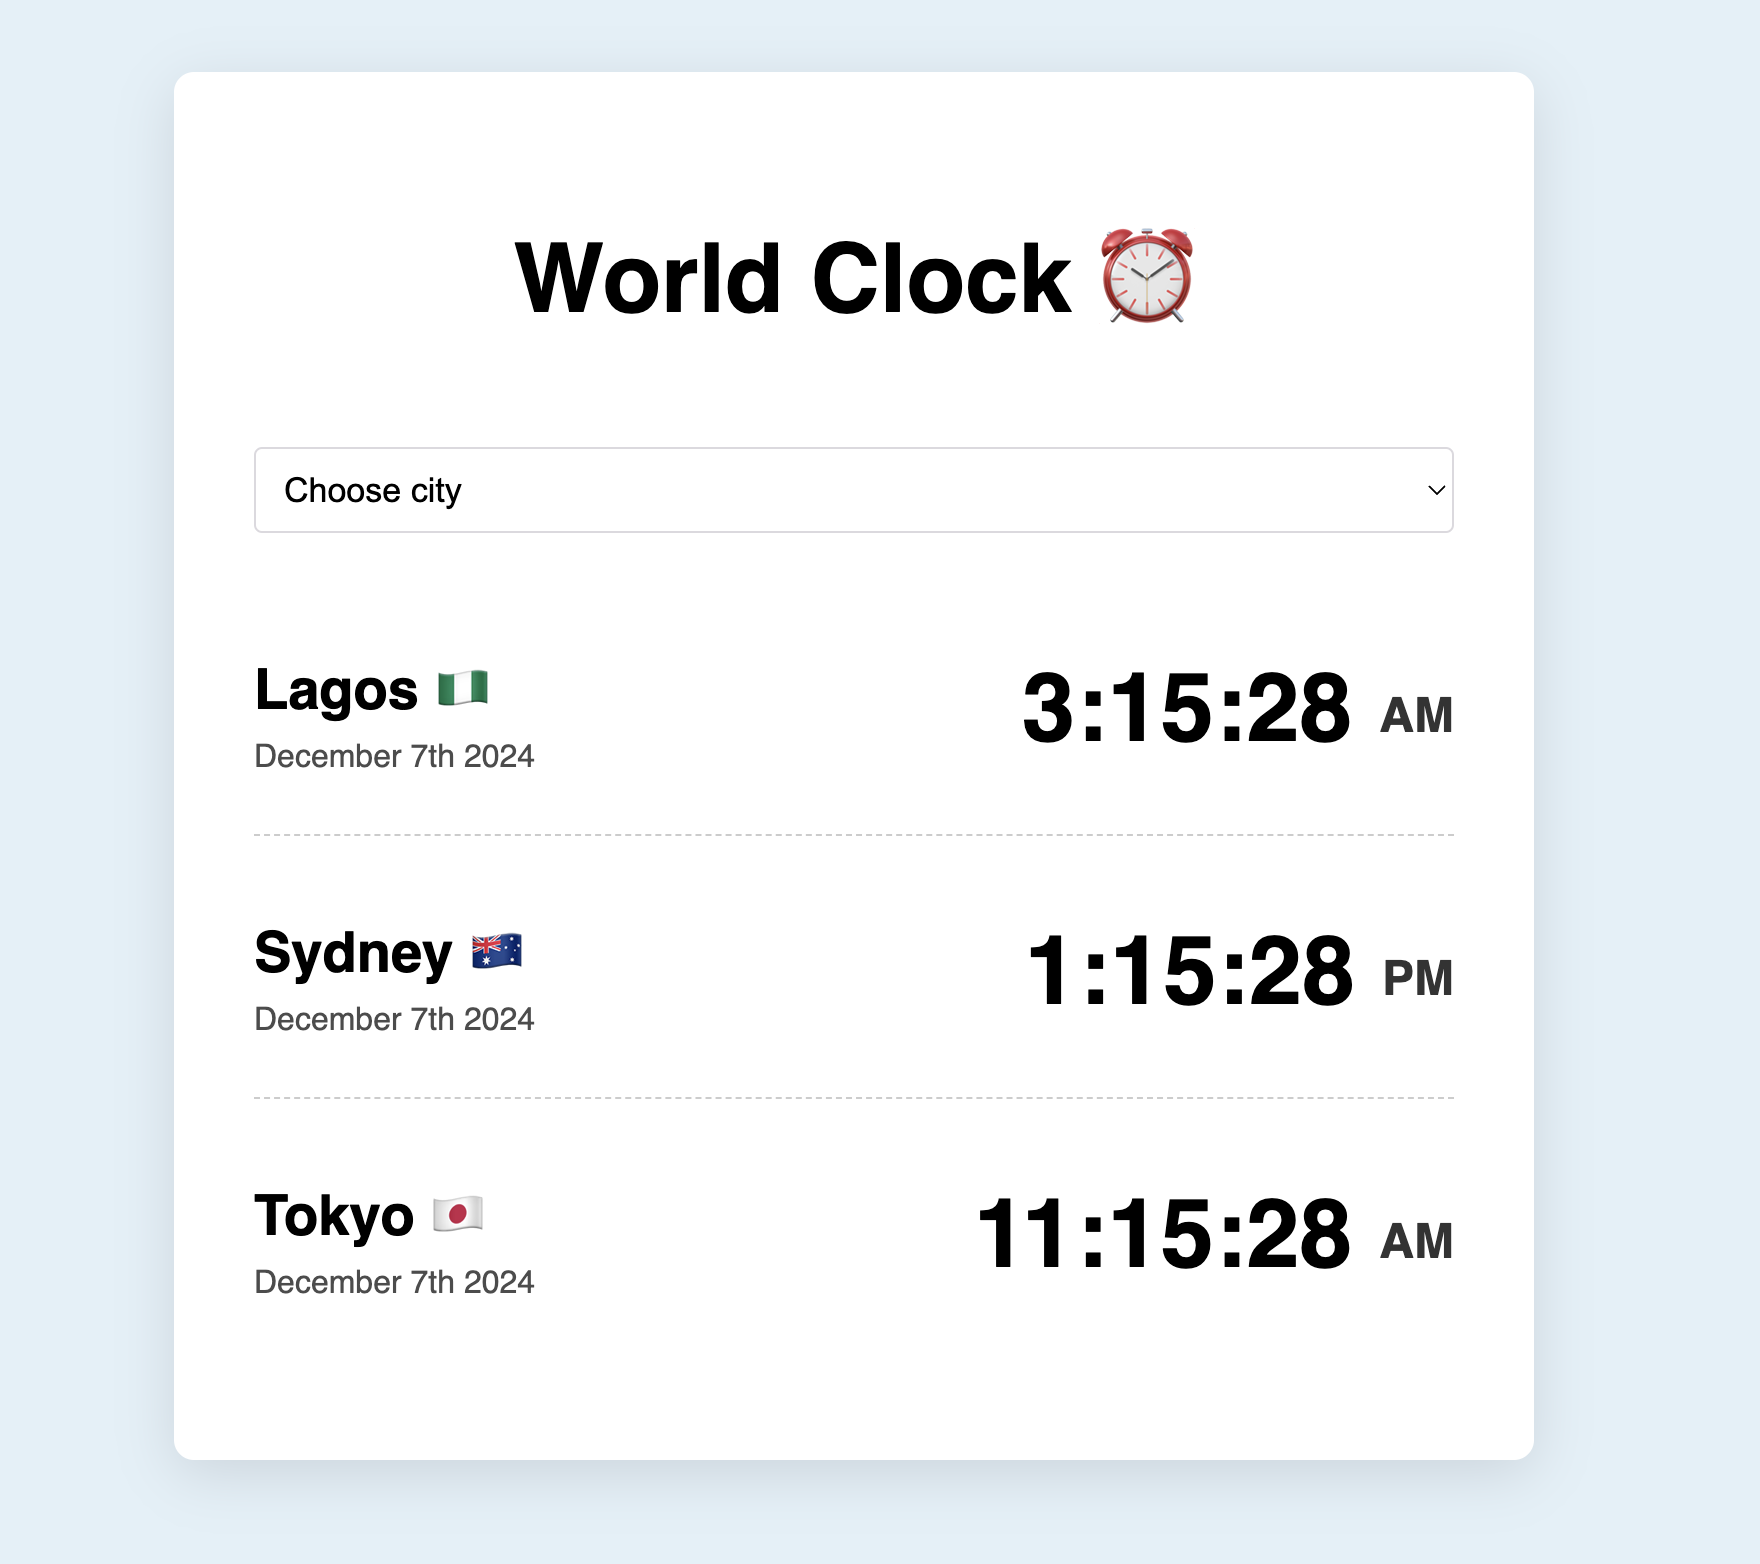 World Clock ⏰
Choose city
Lagos 🇳🇬
3:15:28 AM
December 7th 2024
Sydney 🇦🇺
1:15:28 PM
December 7th 2024
Tokyo 🇯🇵
11:15:28 AM
December 7th 2024